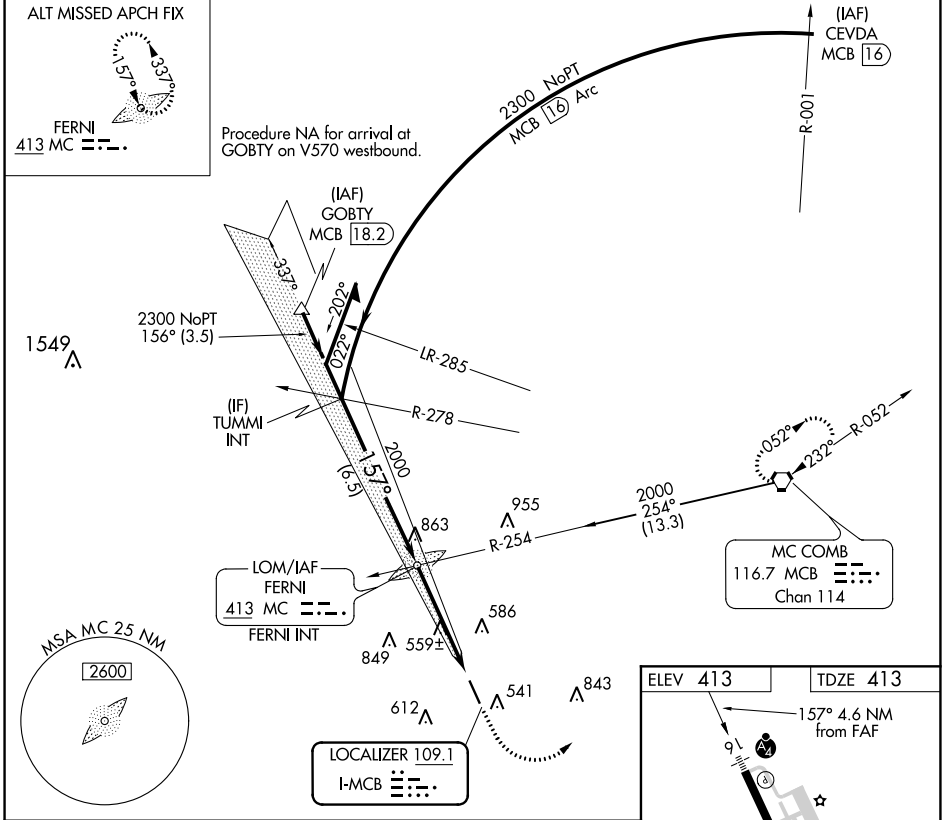 ALT MISSED APCH FIX
157°
337°
FERNI
413 MC
Procedure NA for arrival at
GOBTY on V570 westbound.
(IAF)
CEVDA
MCB 16
R-001
2300 NoPT
MCB 16 Arc
(IAF)
GOBTY
MCB 18.2
337°
202°
022°
2300 NoPT
156° (3.5)
LR-285
1549
(IF)
TUMMI
INT
R-278
2000
157°
(6.5)
052°
232°
R-052
2000
254°
(13.3)
955
R-254
863
MC COMB
116.7 MCB
Chan 114
LOM/IAF
FERNI
413 MC
FERNI INT
586
849
559±
MSA MC 25 NM
2600
541
843
612
LOCALIZER 109.1
I-MCB
ELEV 413
TDZE 413
157° 4.6 NM
from FAF
16
A4